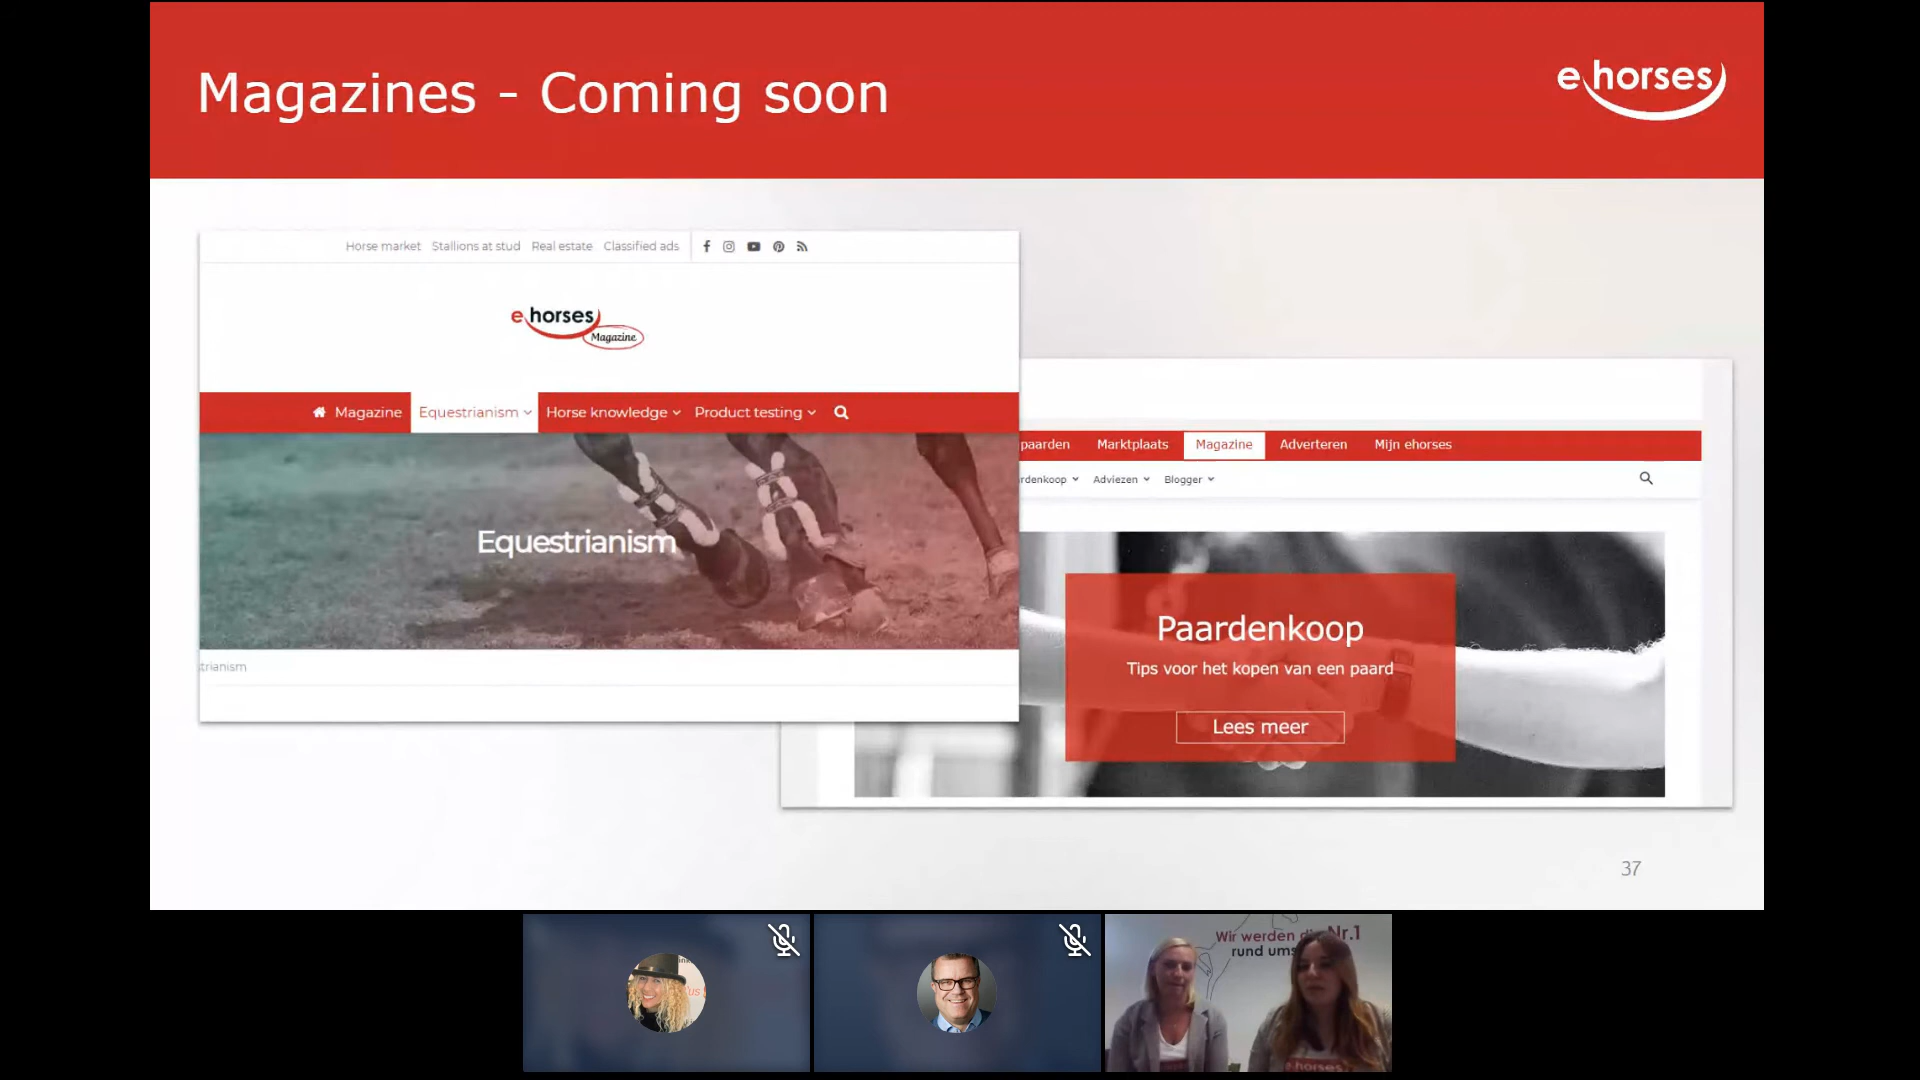 Magazines - Coming soon
ehorses
Horse market Stallions at stud Real estate Classified ads
ehorses
Magazine
Magazine Equestrianism Horse knowledge Product testing
Equestrianism
trianism
paarden Marktplaats Magazine Adverteren Mijn ehorses
rdenkoop Adviezen Blogger
Paardenkoop
Tips voor het kopen van een paard
Lees meer
37
Wir werden Nr.1
rund ums
ehorses